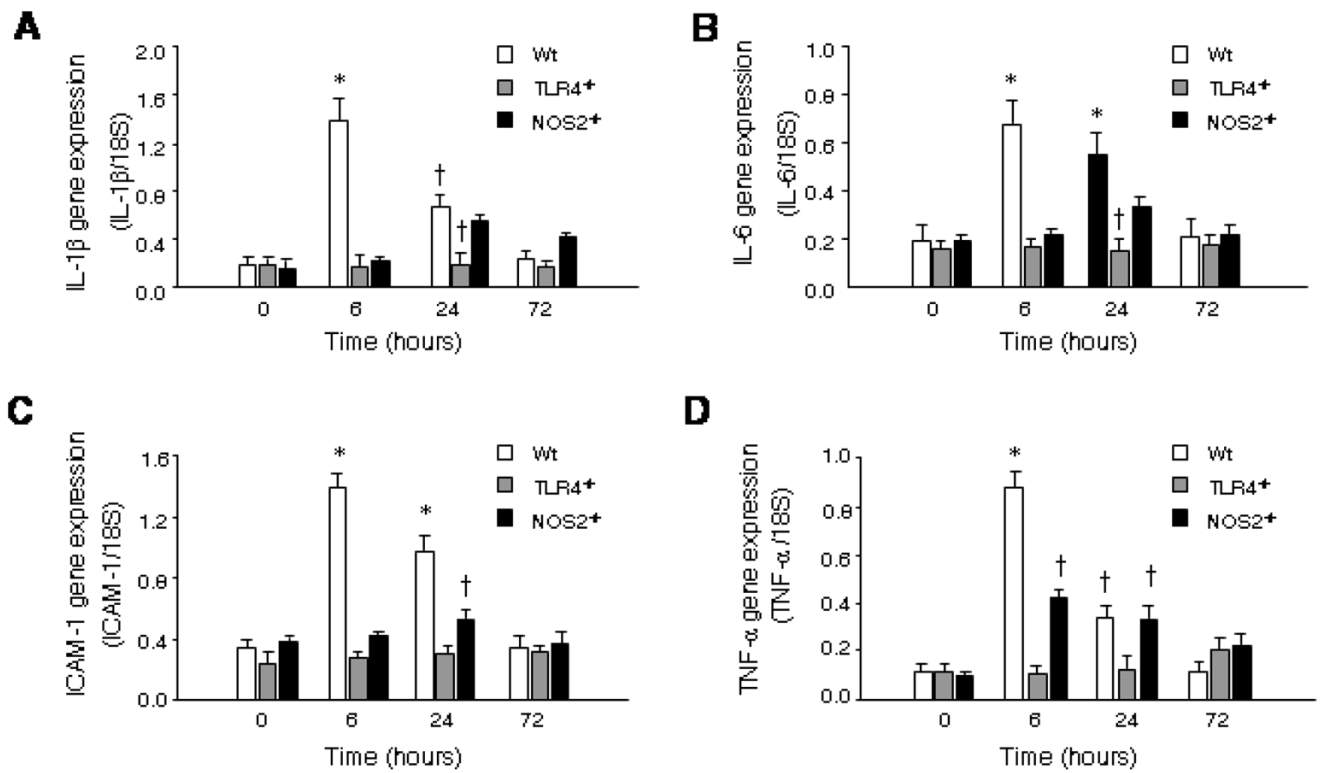 A
IL-1β gene expression
(IL-1β/18S)
2.0
1.6
1.2
0.8
0.4
0.0
Wt
TLR4+
NOS2+
*
†
†
0 6 24 72
Time (hours)
B
IL-6 gene expression
(IL-6/18S)
1.0
0.8
0.6
0.4
0.2
0.0
Wt
TLR4+
NOS2+
*
*
†
0 6 24 72
Time (hours)
C
ICAM-1 gene expression
(ICAM-1/18S)
1.6
1.2
0.8
0.4
0.0
Wt
TLR4+
NOS2+
*
*
†
0 6 24 72
Time (hours)
D
TNF-α gene expression
(TNF-α/18S)
1.0
0.8
0.6
0.4
0.2
0.0
Wt
TLR4+
NOS2+
*
†
†
†
0 6 24 72
Time (hours)